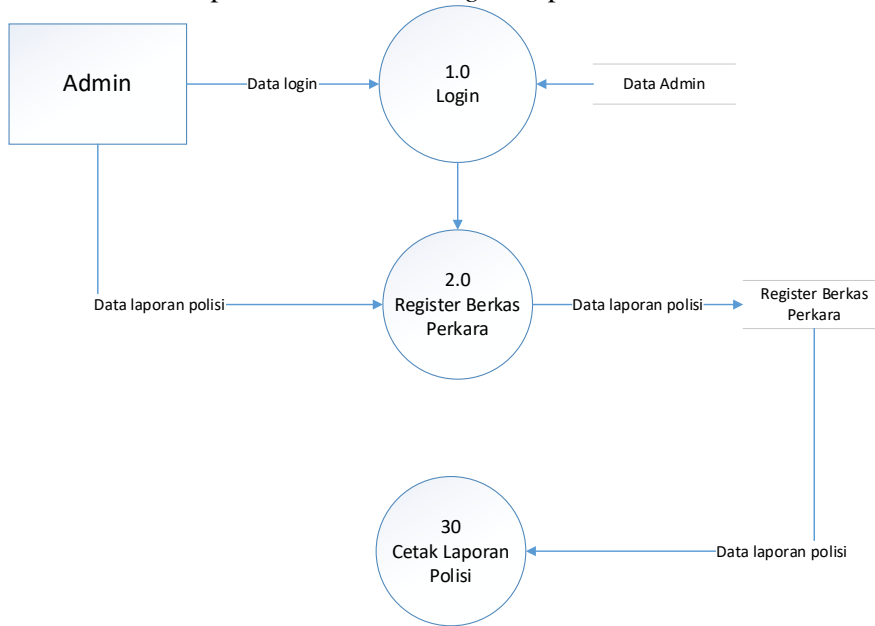 Admin
Data login
1.0
Login
Data Admin
2.0
Register Berkas
Perkara
Data laporan polisi
Data laporan polisi
Register Berkas
Perkara
30
Cetak Laporan
Polisi
Data laporan polisi